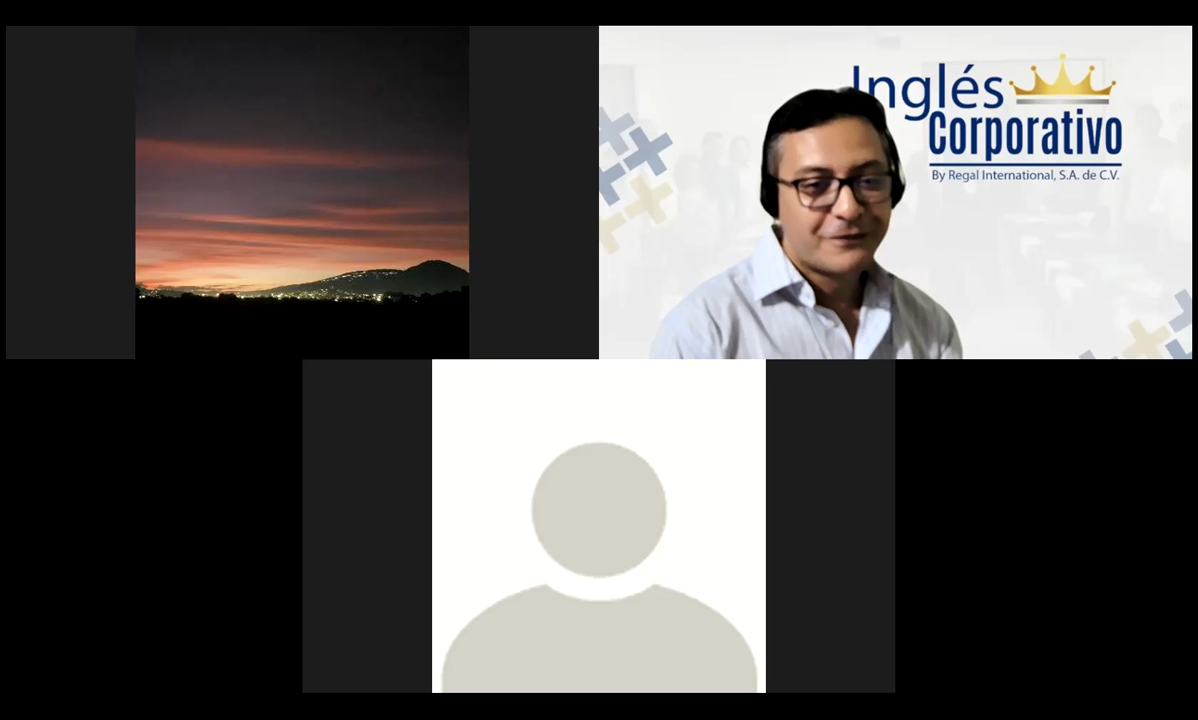 Inglés
Corporativo
By Regal International, S.A. de C.V.